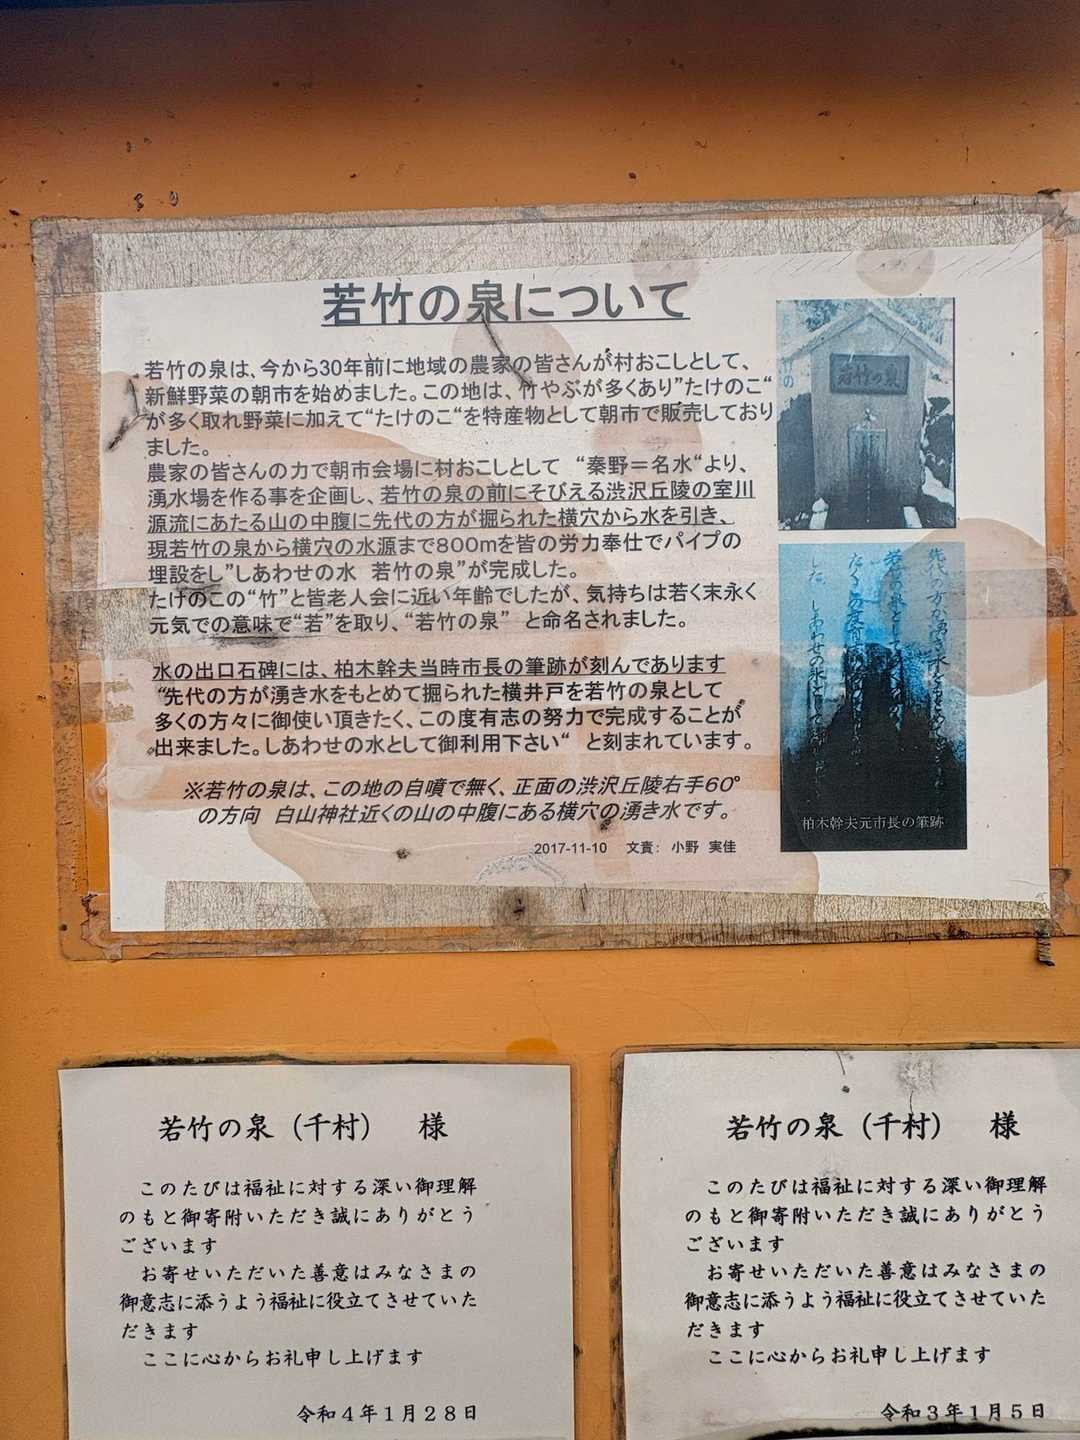 若竹の泉について
若竹の泉は、今から30年前に地域の農家の皆さんが村おこしとして、
新鮮野菜の朝市を始めました。この地は、竹やぶが多くあり”たけのこ“
が多く取れ野菜に加えて“たけのこ“を特産物として朝市で販売しており
ました。
農家の皆さんの力で朝市会場に村おこしとして　“秦野＝名水“より、
湧水場を作る事を企画し、若竹の泉の前にそびえる渋沢丘陵の室川
源流にあたる山の中腹に先代の方が掘られた横穴から水を引き、
現若竹の泉から横穴の水源まで800mを皆の労力奉仕でパイプの
埋設をし”しあわせの水　若竹の泉”が完成した。
たけのこの“竹”と皆老人会に近い年齢でしたが、気持ちは若く末永く
元気でとの意味で“若”を取り、“若竹の泉”　と命名されました。
水の出口石碑には、柏木幹夫当時市長の筆跡が刻んであります
“先代の方が湧き水をもとめて掘られた横井戸を若竹の泉として
多くの方々に御使い頂きたく、この度有志の努力で完成することが
出来ました。しあわせの水として御利用下さい“　と刻まれています。
※若竹の泉は、この地の自噴で無く、正面の渋沢丘陵右手60°
の方向　白山神社近くの山の中腹にある横穴の湧き水です。
2017-11-10　文責：　小野　実佳
若竹の泉
先代の方が湧き水をもとめて
若竹の泉として
したしあわせの水として
柏木幹夫元市長の筆跡
若竹の泉（千村）　様
このたびは福祉に対する深い御理解
のもと御寄附いただき誠にありがとう
ございます
お寄せいただいた善意はみなさまの
御意志に添うよう福祉に役立てさせていた
だきます
ここに心からお礼申し上げます
令和４年１月２８日
若竹の泉（千村）　様
このたびは福祉に対する深い御理解
のもと御寄附いただき誠にありがとう
ございます
お寄せいただいた善意はみなさまの
御意志に添うよう福祉に役立てさせていた
だきます
ここに心からお礼申し上げます
令和３年１月５日